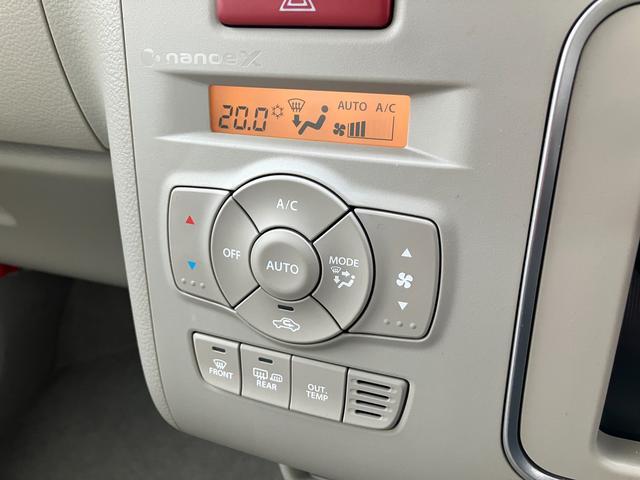 nanoeX
20.0 AUTO A/C
A/C
OFF AUTO MODE
FRONT
REAR
OUT.
TEMP